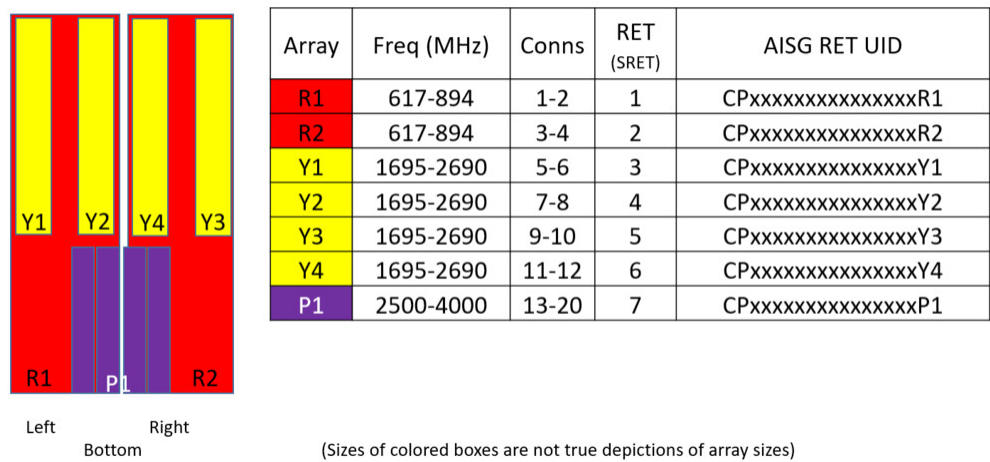 Y1 Y2 Y4 Y3
R1 P1 R2
Left Right
Bottom
Array Freq (MHz) Conns RET (SRET) AISG RET UID
R1 617-894 1-2 1 CPxxxxxxxxxxxxxxxR1
R2 617-894 3-4 2 CPxxxxxxxxxxxxxxxR2
Y1 1695-2690 5-6 3 CPxxxxxxxxxxxxxxxY1
Y2 1695-2690 7-8 4 CPxxxxxxxxxxxxxxxY2
Y3 1695-2690 9-10 5 CPxxxxxxxxxxxxxxxY3
Y4 1695-2690 11-12 6 CPxxxxxxxxxxxxxxxY4
P1 2500-4000 13-20 7 CPxxxxxxxxxxxxxxxP1
(Sizes of colored boxes are not true depictions of array sizes)